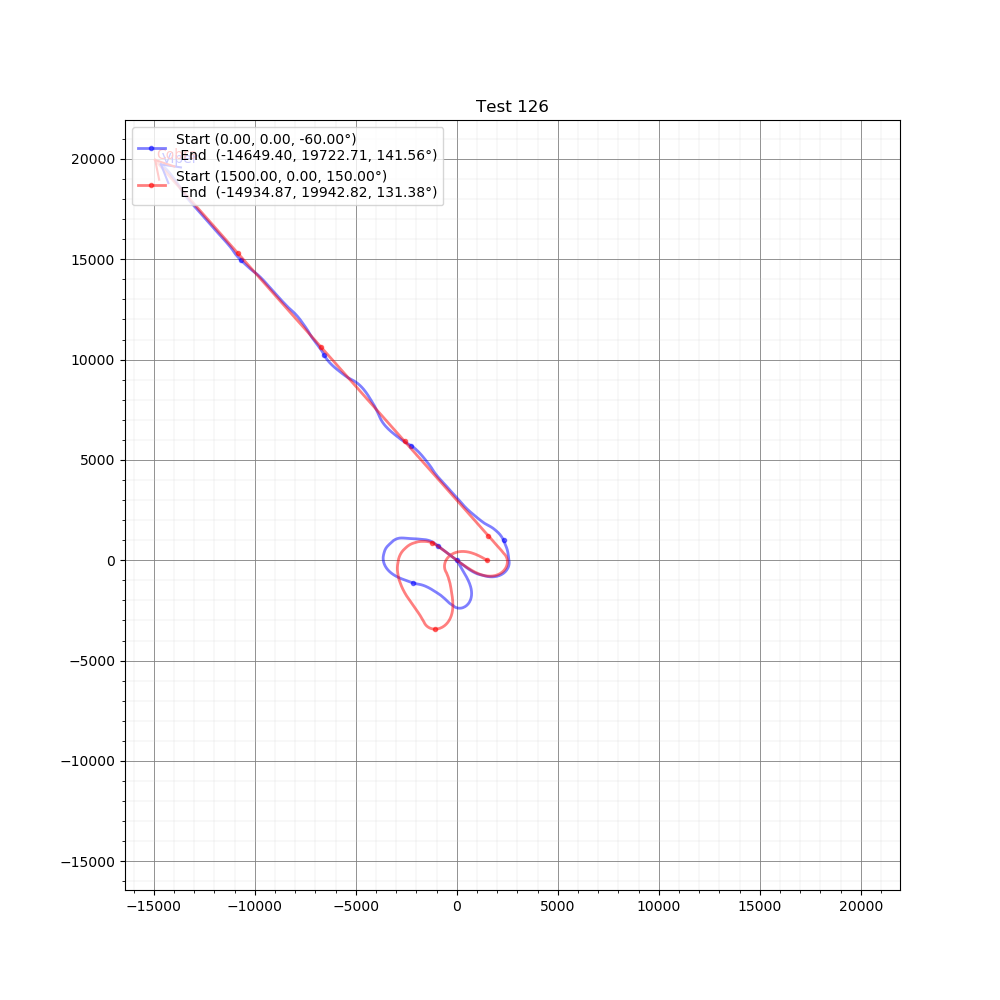 Test 126
Start (0.00, 0.00, -60.00°)
End (-14649.40, 19722.71, 141.56°)
Start (1500.00, 0.00, 150.00°)
End (-14934.87, 19942.82, 131.38°)
20000
15000
10000
5000
0
−5000
−10000
−15000
−15000 −10000 −5000 0 5000 10000 15000 20000